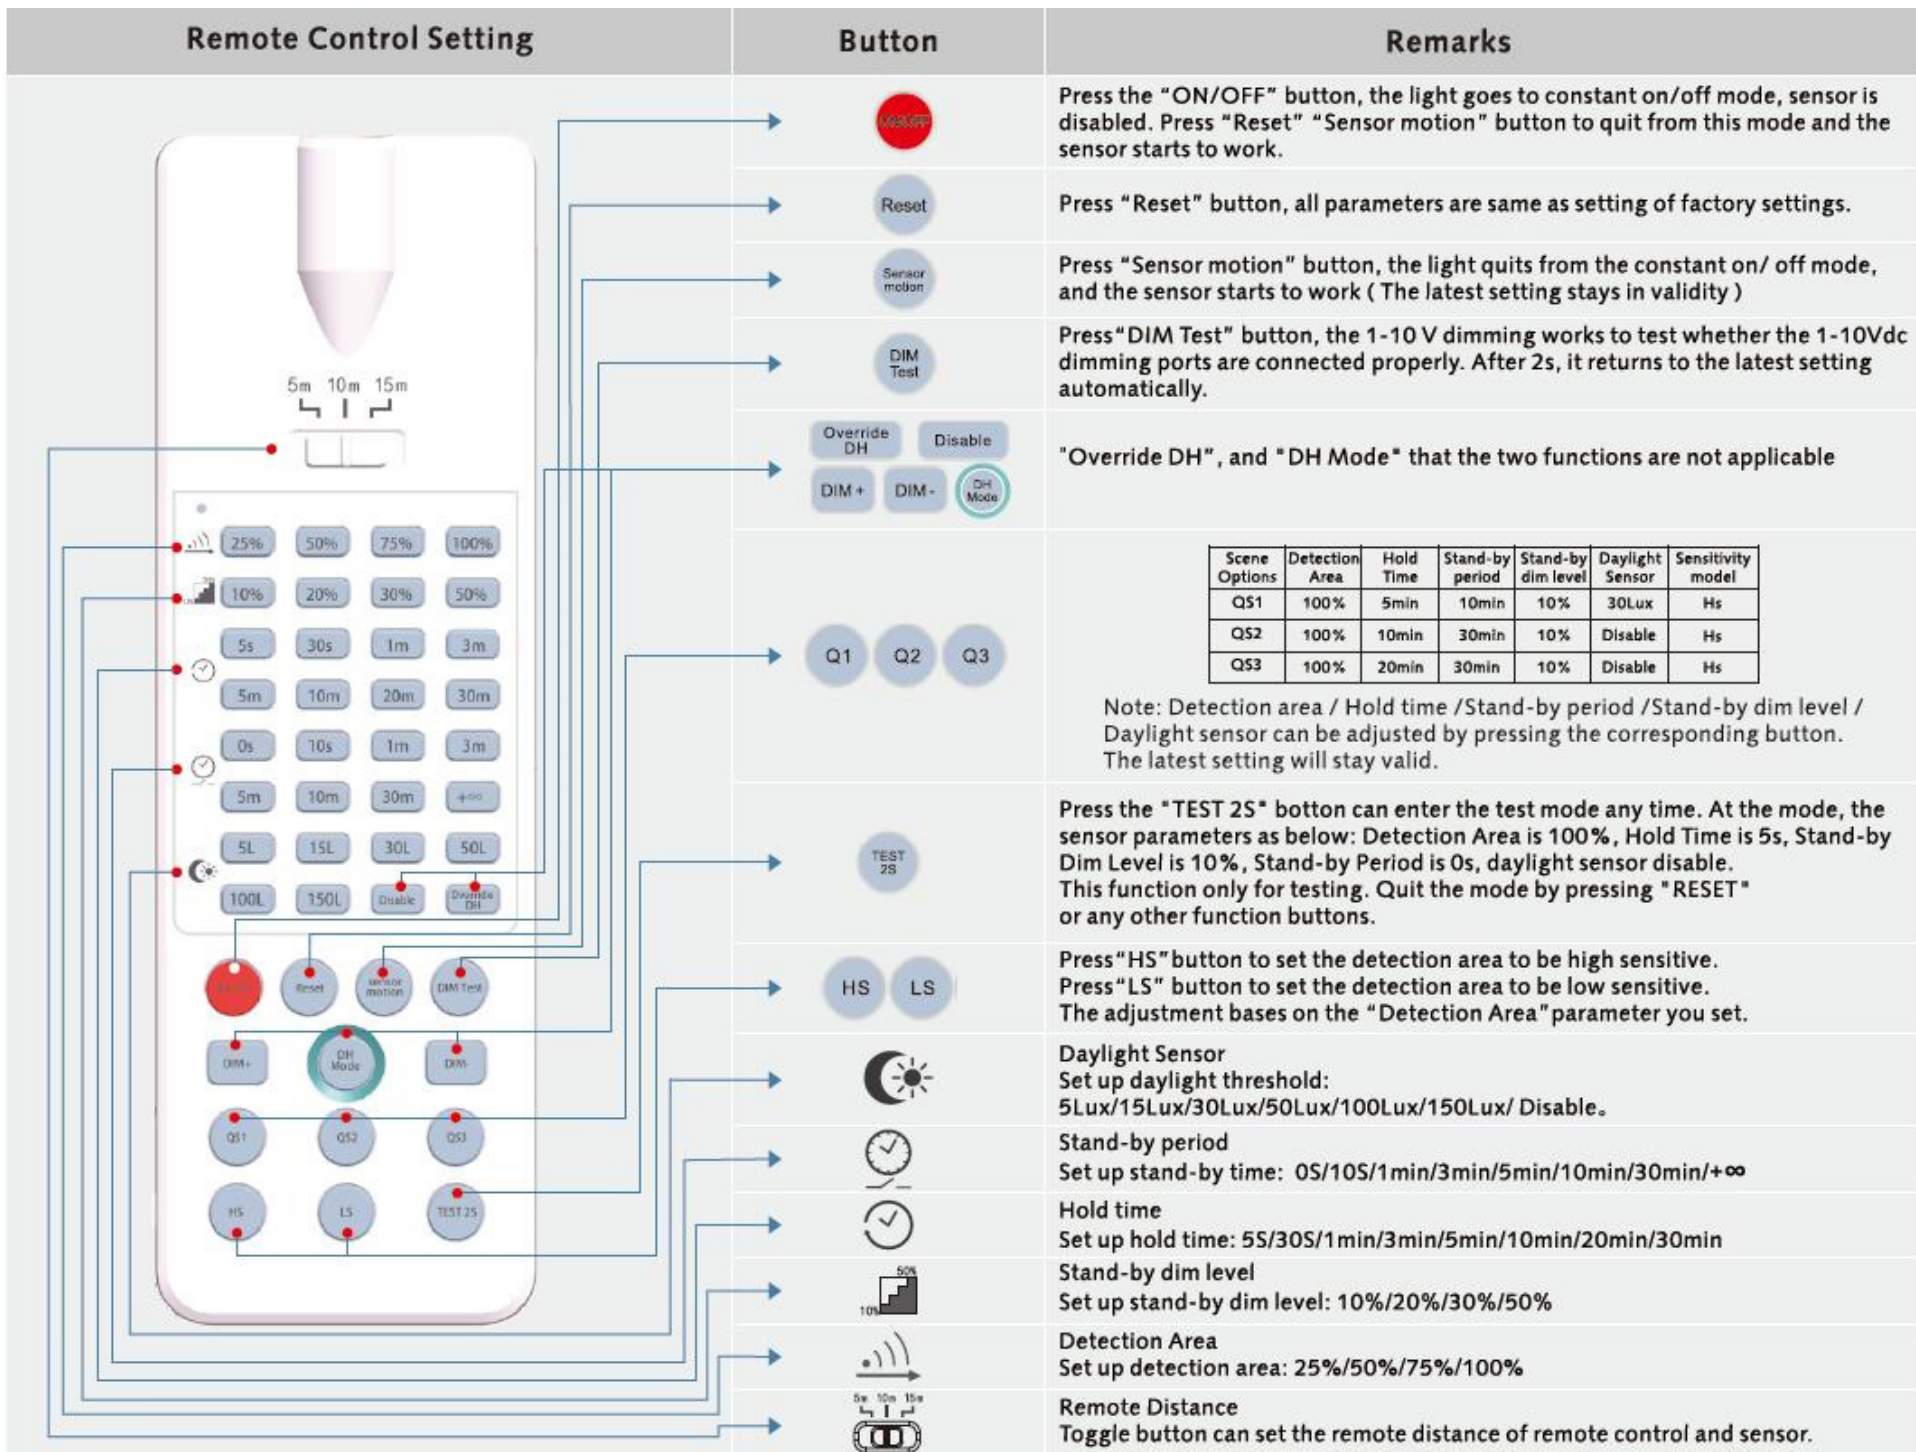 Remote Control Setting
Button
Remarks
5m 10m 15m
25% 50% 75% 100%
10% 20% 30% 50%
5s 30s 1m 3m
5m 10m 20m 30m
0s 10s 1m 3m
5m 10m 30m +∞
5L 15L 30L 50L
100L 150L Disable Override
DH
Reset sensor
motion DIM Test
DIM+ DH
Mode DIM-
QS1 QS2 QS3
HS LS TEST 2S
ON/OFF
Press the “ON/OFF” button, the light goes to constant on/off mode, sensor is
disabled. Press “Reset” “Sensor motion” button to quit from this mode and the
sensor starts to work.
Reset
Press “Reset” button, all parameters are same as setting of factory settings.
Sensor
motion
Press “Sensor motion” button, the light quits from the constant on/ off mode,
and the sensor starts to work ( The latest setting stays in validity )
DIM
Test
Press“DIM Test” button, the 1-10 V dimming works to test whether the 1-10Vdc
dimming ports are connected properly. After 2s, it returns to the latest setting
automatically.
Override
DH
Disable
DIM + DIM - DH
Mode
"Override DH”, and "DH Mode" that the two functions are not applicable
Q1 Q2 Q3
Scene
Options Detection
Area Hold
Time Stand-by
period Stand-by
dim level Daylight
Sensor Sensitivity
model
QS1 100% 5min 10min 10% 30Lux Hs
QS2 100% 10min 30min 10% Disable Hs
QS3 100% 20min 30min 10% Disable Hs
Note: Detection area / Hold time /Stand-by period /Stand-by dim level /
Daylight sensor can be adjusted by pressing the corresponding button.
The latest setting will stay valid.
TEST
2S
Press the "TEST 2S" botton can enter the test mode any time. At the mode, the
sensor parameters as below: Detection Area is 100%, Hold Time is 5s, Stand-by
Dim Level is 10%, Stand-by Period is 0s, daylight sensor disable.
This function only for testing. Quit the mode by pressing "RESET"
or any other function buttons.
HS LS
Press“HS”button to set the detection area to be high sensitive.
Press“LS” button to set the detection area to be low sensitive.
The adjustment bases on the “Detection Area”parameter you set.
Daylight Sensor
Set up daylight threshold:
5Lux/15Lux/30Lux/50Lux/100Lux/150Lux/ Disable。
Stand-by period
Set up stand-by time: 0S/10S/1min/3min/5min/10min/30min/+∞
Hold time
Set up hold time: 5S/30S/1min/3min/5min/10min/20min/30min
50%
10%
Stand-by dim level
Set up stand-by dim level: 10%/20%/30%/50%
Detection Area
Set up detection area: 25%/50%/75%/100%
5m 10m 15m
Remote Distance
Toggle button can set the remote distance of remote control and sensor.